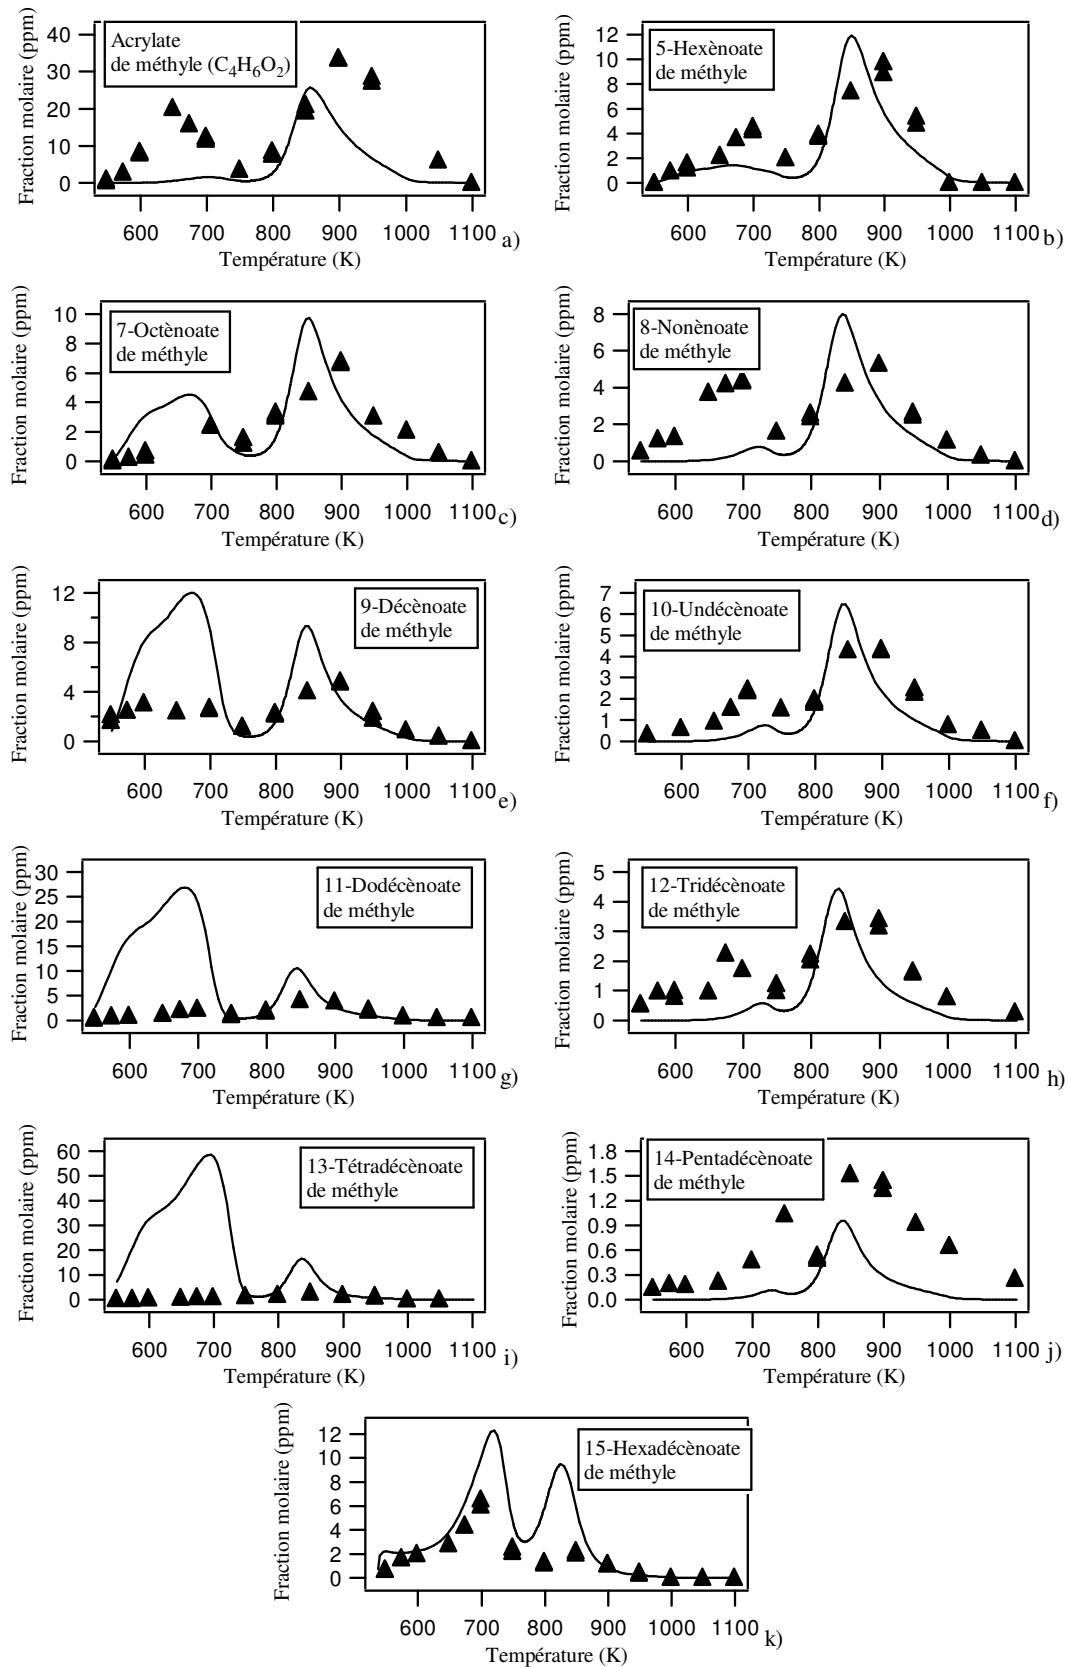 Fraction molaire (ppm)
40
30
20
10
0
Acrylate
de méthyle (C4H6O2)
600 700 800 900 1000 1100
Température (K)
a)
Fraction molaire (ppm)
12
10
8
6
4
2
0
5-Hexènoate
de méthyle
600 700 800 900 1000 1100
Température (K)
b)
Fraction molaire (ppm)
10
8
6
4
2
0
7-Octènoate
de méthyle
600 700 800 900 1000 1100
Température (K)
c)
Fraction molaire (ppm)
8
6
4
2
0
8-Nonènoate
de méthyle
600 700 800 900 1000 1100
Température (K)
d)
Fraction molaire (ppm)
12
8
4
0
9-Décènoate
de méthyle
600 700 800 900 1000 1100
Température (K)
e)
Fraction molaire (ppm)
7
6
5
4
3
2
1
0
10-Undécènoate
de méthyle
600 700 800 900 1000 1100
Température (K)
f)
Fraction molaire (ppm)
30
25
20
15
10
5
0
11-Dodécènoate
de méthyle
600 700 800 900 1000 1100
Température (K)
g)
Fraction molaire (ppm)
5
4
3
2
1
0
12-Tridécènoate
de méthyle
600 700 800 900 1000 1100
Température (K)
h)
Fraction molaire (ppm)
60
50
40
30
20
10
0
13-Tétradécènoate
de méthyle
600 700 800 900 1000 1100
Température (K)
i)
Fraction molaire (ppm)
1.8
1.5
1.2
0.9
0.6
0.3
0.0
14-Pentadécènoate
de méthyle
600 700 800 900 1000 1100
Température (K)
j)
Fraction molaire (ppm)
12
10
8
6
4
2
0
15-Hexadécènoate
de méthyle
600 700 800 900 1000 1100
Température (K)
k)